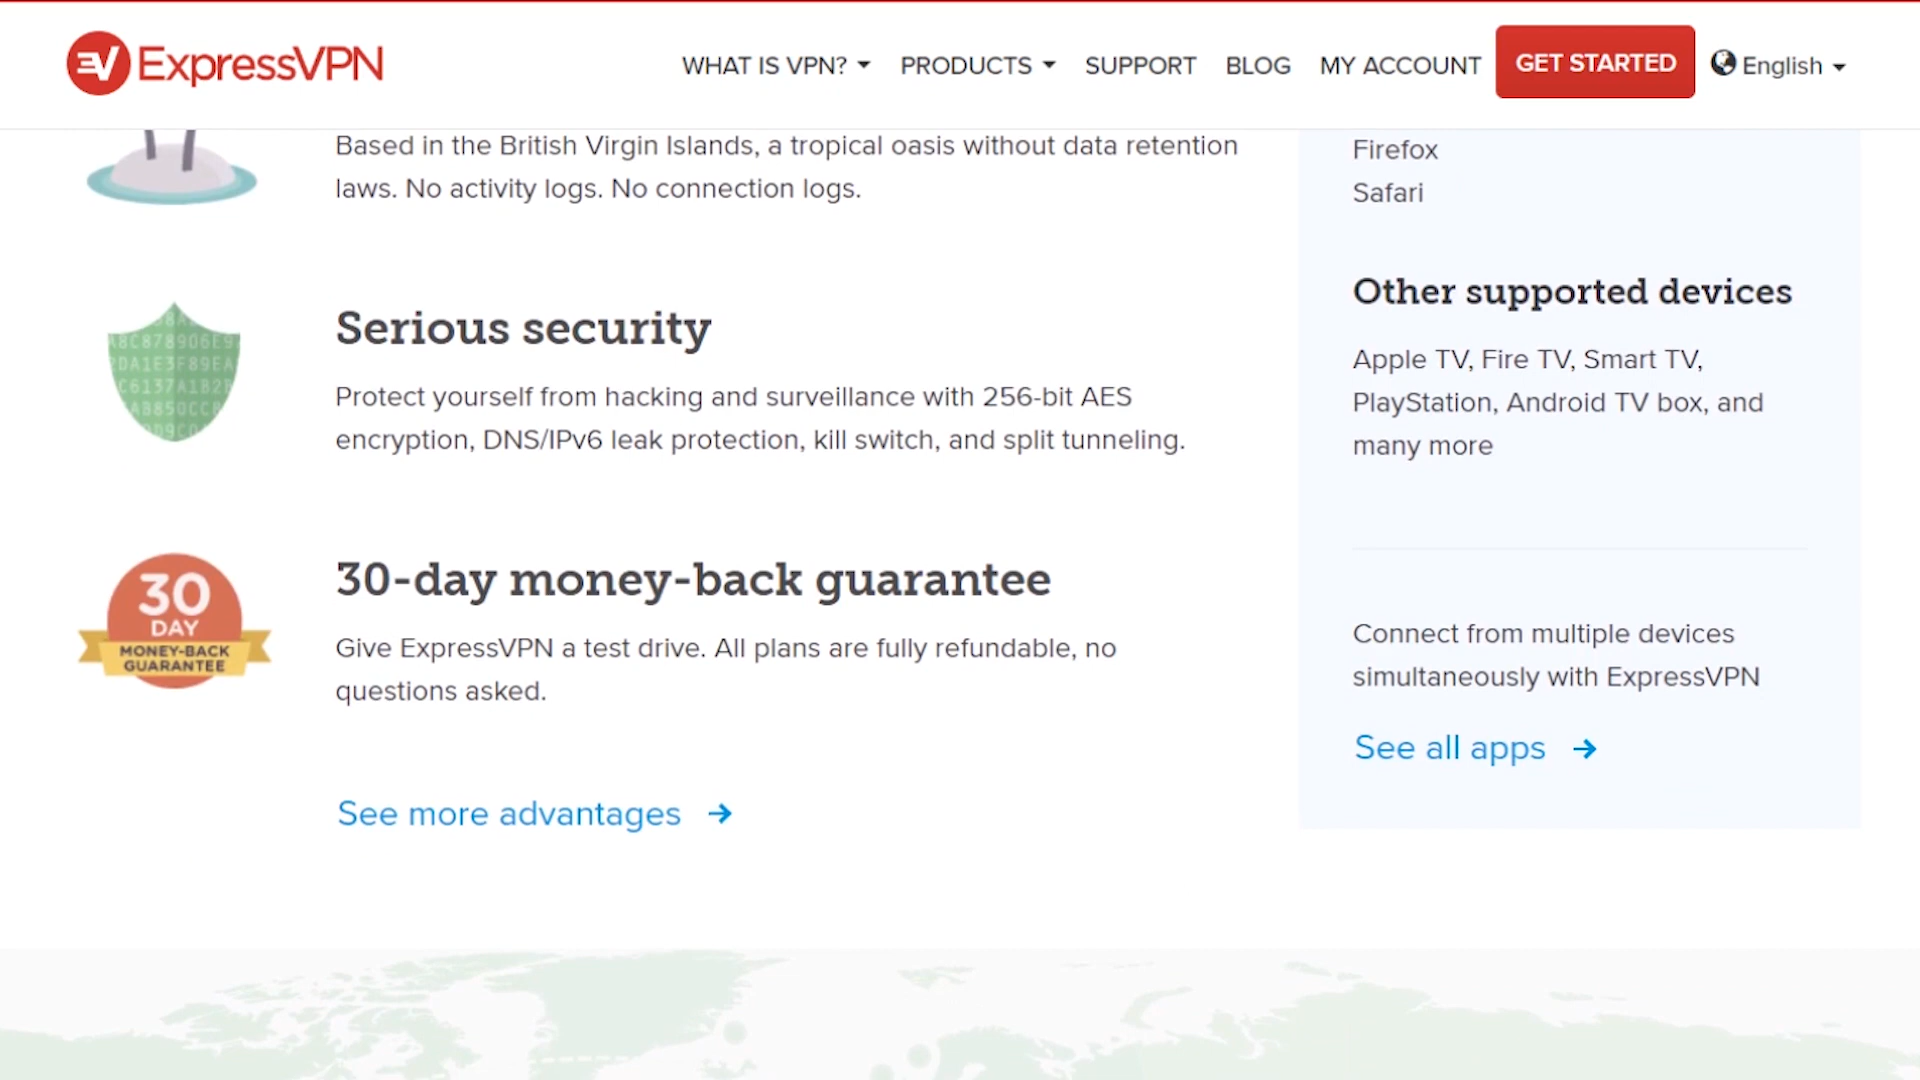 ExpressVPN
WHAT IS VPN?
PRODUCTS
SUPPORT
BLOG
MY ACCOUNT
GET STARTED
English
Based in the British Virgin Islands, a tropical oasis without data retention
laws. No activity logs. No connection logs.
Serious security
Protect yourself from hacking and surveillance with 256-bit AES
encryption, DNS/IPv6 leak protection, kill switch, and split tunneling.
30
DAY
MONEY-BACK
GUARANTEE
30-day money-back guarantee
Give ExpressVPN a test drive. All plans are fully refundable, no
questions asked.
See more advantages
Firefox
Safari
Other supported devices
Apple TV, Fire TV, Smart TV,
PlayStation, Android TV box, and
many more
Connect from multiple devices
simultaneously with ExpressVPN
See all apps